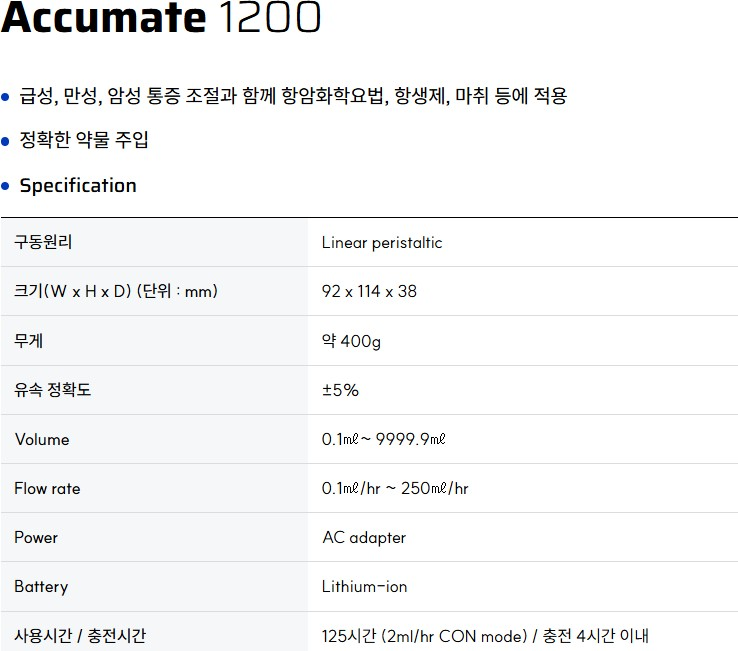 Accumate 1200
급성, 만성, 암성 통증 조절과 함께 항암화학요법, 항생제, 마취 등에 적용
정확한 약물 주입
Specification
구동원리 Linear peristaltic
크기(W x H x D) (단위 : mm) 92 x 114 x 38
무게 약 400g
유속 정확도 ±5%
Volume 0.1㎖~ 9999.9㎖
Flow rate 0.1㎖/hr ~ 250㎖/hr
Power AC adapter
Battery Lithium-ion
사용시간 / 충전시간 125시간 (2ml/hr CON mode) / 충전 4시간 이내